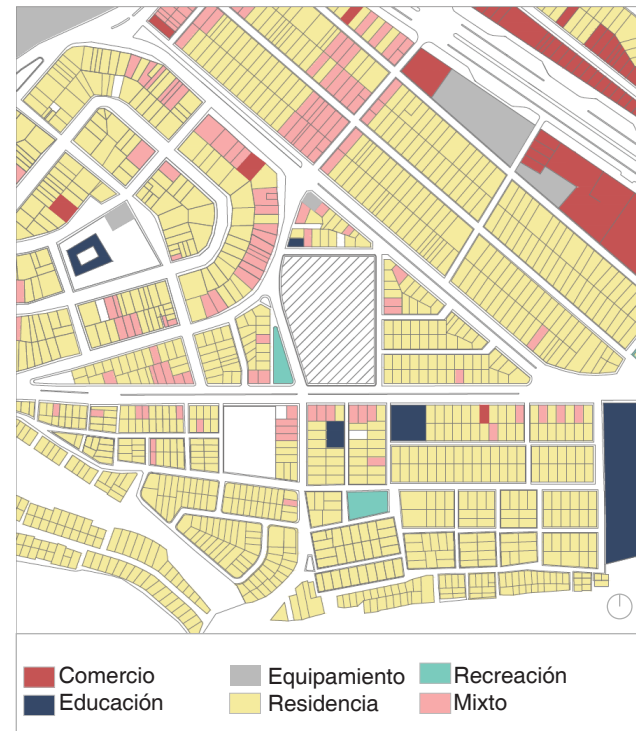 Comercio
Equipamiento
Recreación
Educación
Residencia
Mixto